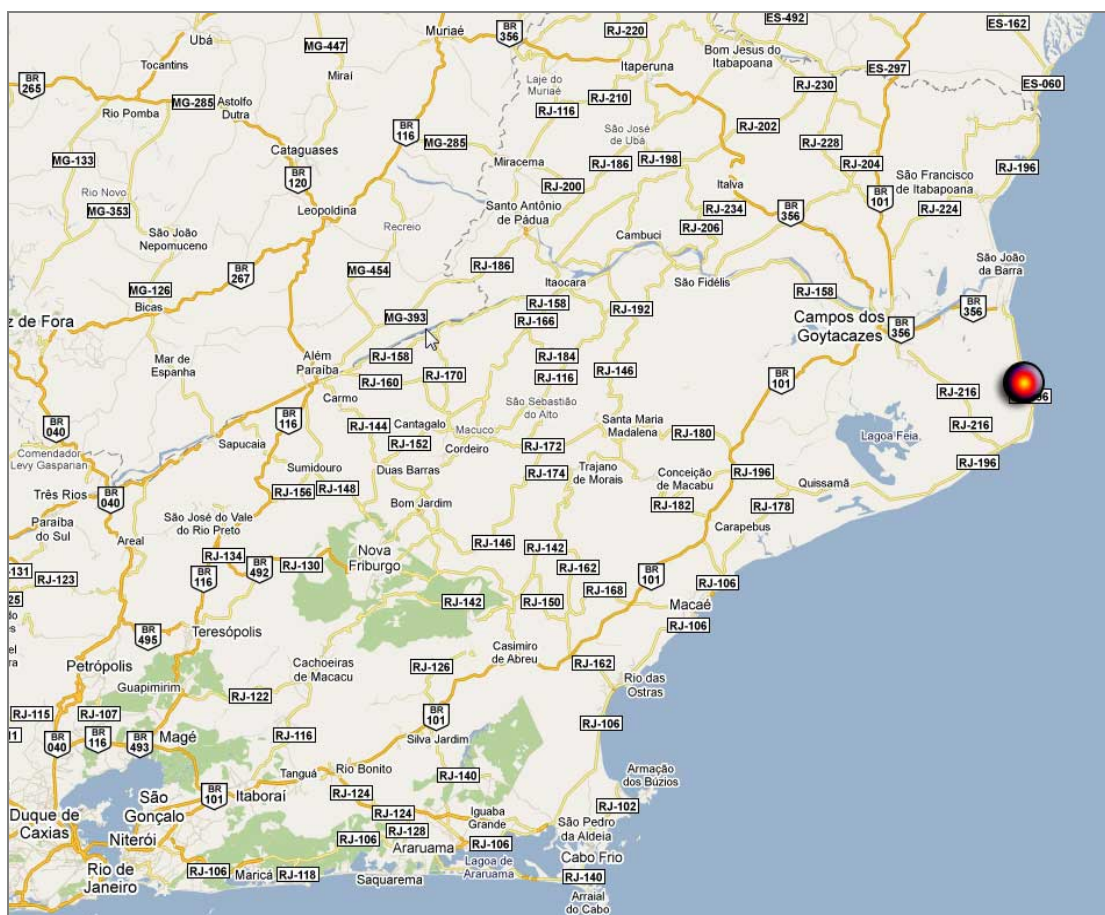 ES-492
ES-162
Ubá
MG-447
Muriaé
BR
356
RJ-220
Bom Jesus do
Itabapoana
Tocantins
Miraí
Itaperuna
ES-297
BR
265
Laje do
Muriaé
RJ-230
ES-060
MG-285
Astolfo
Dutra
RJ-210
Rio Pomba
RJ-116
RJ-202
BR
116
São José
de Ubá
MG-285
RJ-228
Cataguases
MG-133
Miracema
RJ-186
RJ-198
RJ-204
RJ-196
BR
120
São Francisco
de Itabapoana
Rio Novo
RJ-200
Italva
BR
101
MG-353
Leopoldina
Santo Antônio
de Pádua
RJ-234
RJ-224
BR
356
Recreio
RJ-206
São João
Nepomuceno
Cambuci
São João
da Barra
MG-454
RJ-186
BR
267
MG-126
Itaocara
São Fidélis
RJ-158
Bicas
RJ-158
RJ-192
BR
356
MG-393
RJ-166
z de Fora
Campos dos
Goytacazes
BR
356
Mar de
Espanha
Além
Paraíba
RJ-158
RJ-184
RJ-146
RJ-160
RJ-170
RJ-116
BR
101
RJ-216
Carmo
São Sebastião
do Alto
BR
116
RJ-144
Cantagalo
Macuco
Santa Maria
Madalena
RJ-180
RJ-216
BR
040
Sapucaia
RJ-152
Cordeiro
RJ-172
Lagoa Feia
Comendador
Levy Gasparian
Sumidouro
Duas Barras
RJ-174
Trajano
de Morais
Conceição
de Macabu
RJ-196
RJ-196
Três Rios
BR
040
RJ-156
RJ-148
Quissamã
Bom Jardim
RJ-182
RJ-178
Paraíba
do Sul
São José do Vale
do Rio Preto
Carapebus
Areal
RJ-146
RJ-142
Nova
Friburgo
RJ-134
BR
492
RJ-130
RJ-162
BR
101
-131
RJ-123
BR
116
RJ-168
RJ-106
25
RJ-142
RJ-150
Macaé
RJ-106
BR
495
Teresópolis
Casimiro
de Abreu
Petrópolis
Cachoeiras
de Macacu
RJ-126
RJ-162
Guapimirim
RJ-122
Rio das
Ostras
RJ-115
RJ-107
BR
101
RJ-106
BR
040
BR
116
BR
493
Magé
RJ-116
Silva Jardim
Tanguá
Rio Bonito
RJ-140
Armação
dos Búzios
BR
101
Itaboraí
RJ-124
São
Gonçalo
RJ-124
Iguaba
Grande
RJ-102
Duque de
Caxias
RJ-128
São Pedro
da Aldeia
Niterói
RJ-106
Araruama
RJ-106
Cabo Frio
Rio de
Janeiro
RJ-106
Maricá
RJ-118
Saquarema
Lagoa de
Araruama
RJ-140
Arraial
do Cabo